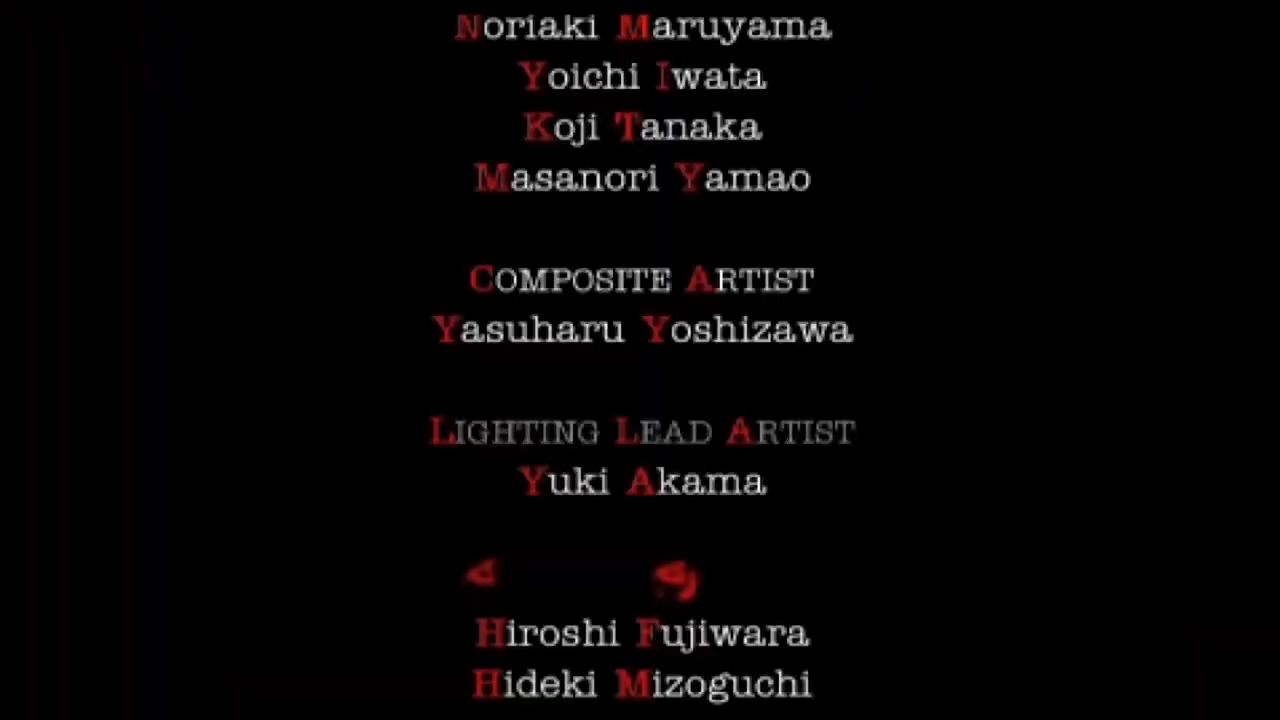 Noriaki Maruyama
Yoichi Iwata
Koji Tanaka
Masanori Yamao
COMPOSITE ARTIST
Yasuharu Yoshizawa
LIGHTING LEAD ARTIST
Yuki Akama
Hiroshi Fujiwara
Hideki Mizoguchi